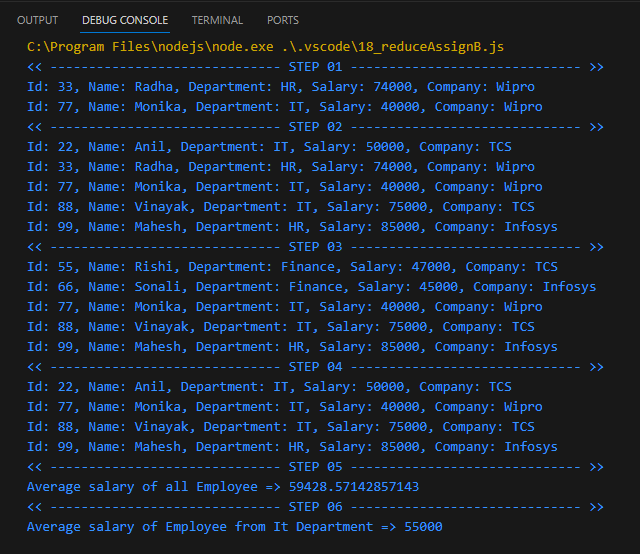 OUTPUT DEBUG CONSOLE TERMINAL PORTS
C:\Program Files\nodejs\node.exe .\.vscode\18_reduceAssignB.js
<< ------------------------------ STEP 01 ------------------------------ >>
Id: 33, Name: Radha, Department: HR, Salary: 74000, Company: Wipro
Id: 77, Name: Monika, Department: IT, Salary: 40000, Company: Wipro
<< ------------------------------ STEP 02 ------------------------------ >>
Id: 22, Name: Anil, Department: IT, Salary: 50000, Company: TCS
Id: 33, Name: Radha, Department: HR, Salary: 74000, Company: Wipro
Id: 77, Name: Monika, Department: IT, Salary: 40000, Company: Wipro
Id: 88, Name: Vinayak, Department: IT, Salary: 75000, Company: TCS
Id: 99, Name: Mahesh, Department: HR, Salary: 85000, Company: Infosys
<< ------------------------------ STEP 03 ------------------------------ >>
Id: 55, Name: Rishi, Department: Finance, Salary: 47000, Company: TCS
Id: 66, Name: Sonali, Department: Finance, Salary: 45000, Company: Infosys
Id: 77, Name: Monika, Department: IT, Salary: 40000, Company: Wipro
Id: 88, Name: Vinayak, Department: IT, Salary: 75000, Company: TCS
Id: 99, Name: Mahesh, Department: HR, Salary: 85000, Company: Infosys
<< ------------------------------ STEP 04 ------------------------------ >>
Id: 22, Name: Anil, Department: IT, Salary: 50000, Company: TCS
Id: 77, Name: Monika, Department: IT, Salary: 40000, Company: Wipro
Id: 88, Name: Vinayak, Department: IT, Salary: 75000, Company: TCS
Id: 99, Name: Mahesh, Department: HR, Salary: 85000, Company: Infosys
<< ------------------------------ STEP 05 ------------------------------ >>
Average salary of all Employee => 59428.57142857143
<< ------------------------------ STEP 06 ------------------------------ >>
Average salary of Employee from It Department => 55000